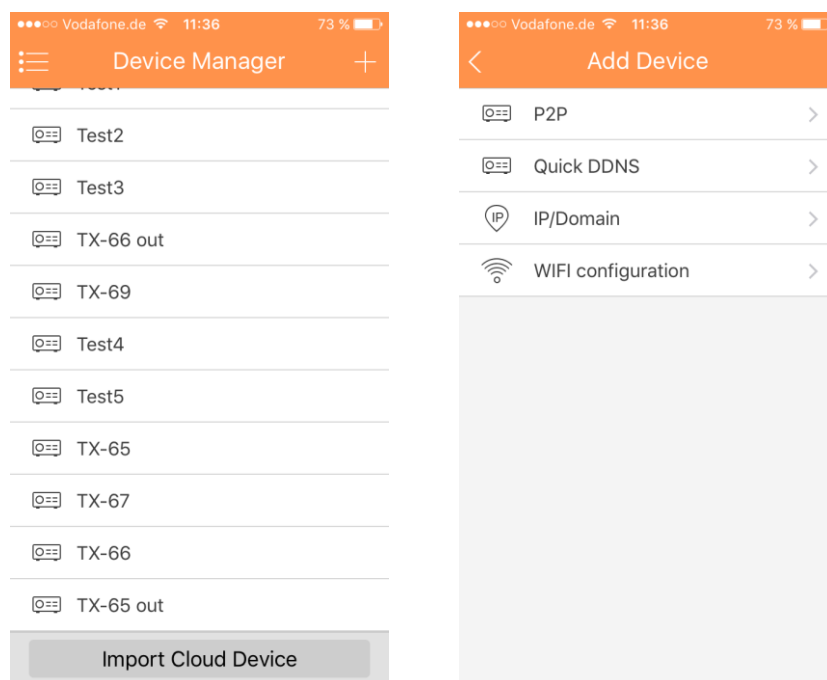 Vodafone.de 11:36 73 %
Device Manager
Test2
Test3
TX-66 out
TX-69
Test4
Test5
TX-65
TX-67
TX-66
TX-65 out
Import Cloud Device
Vodafone.de 11:36 73 %
Add Device
P2P
Quick DDNS
IP
IP/Domain
WIFI configuration